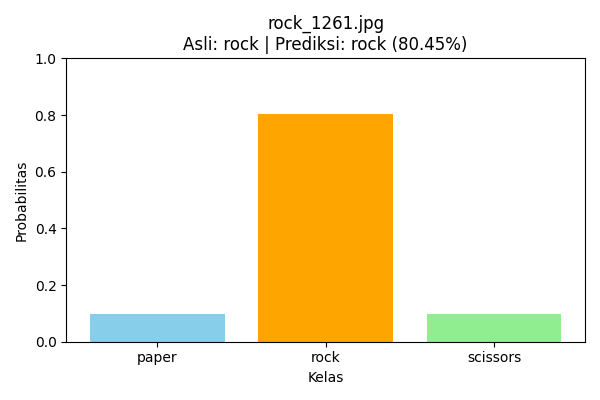 rock_1261.jpg
Asli: rock | Prediksi: rock (80.45%)
1.0
0.8
0.6
0.4
0.2
0.0
Probabilitas
paper
rock
scissors
Kelas